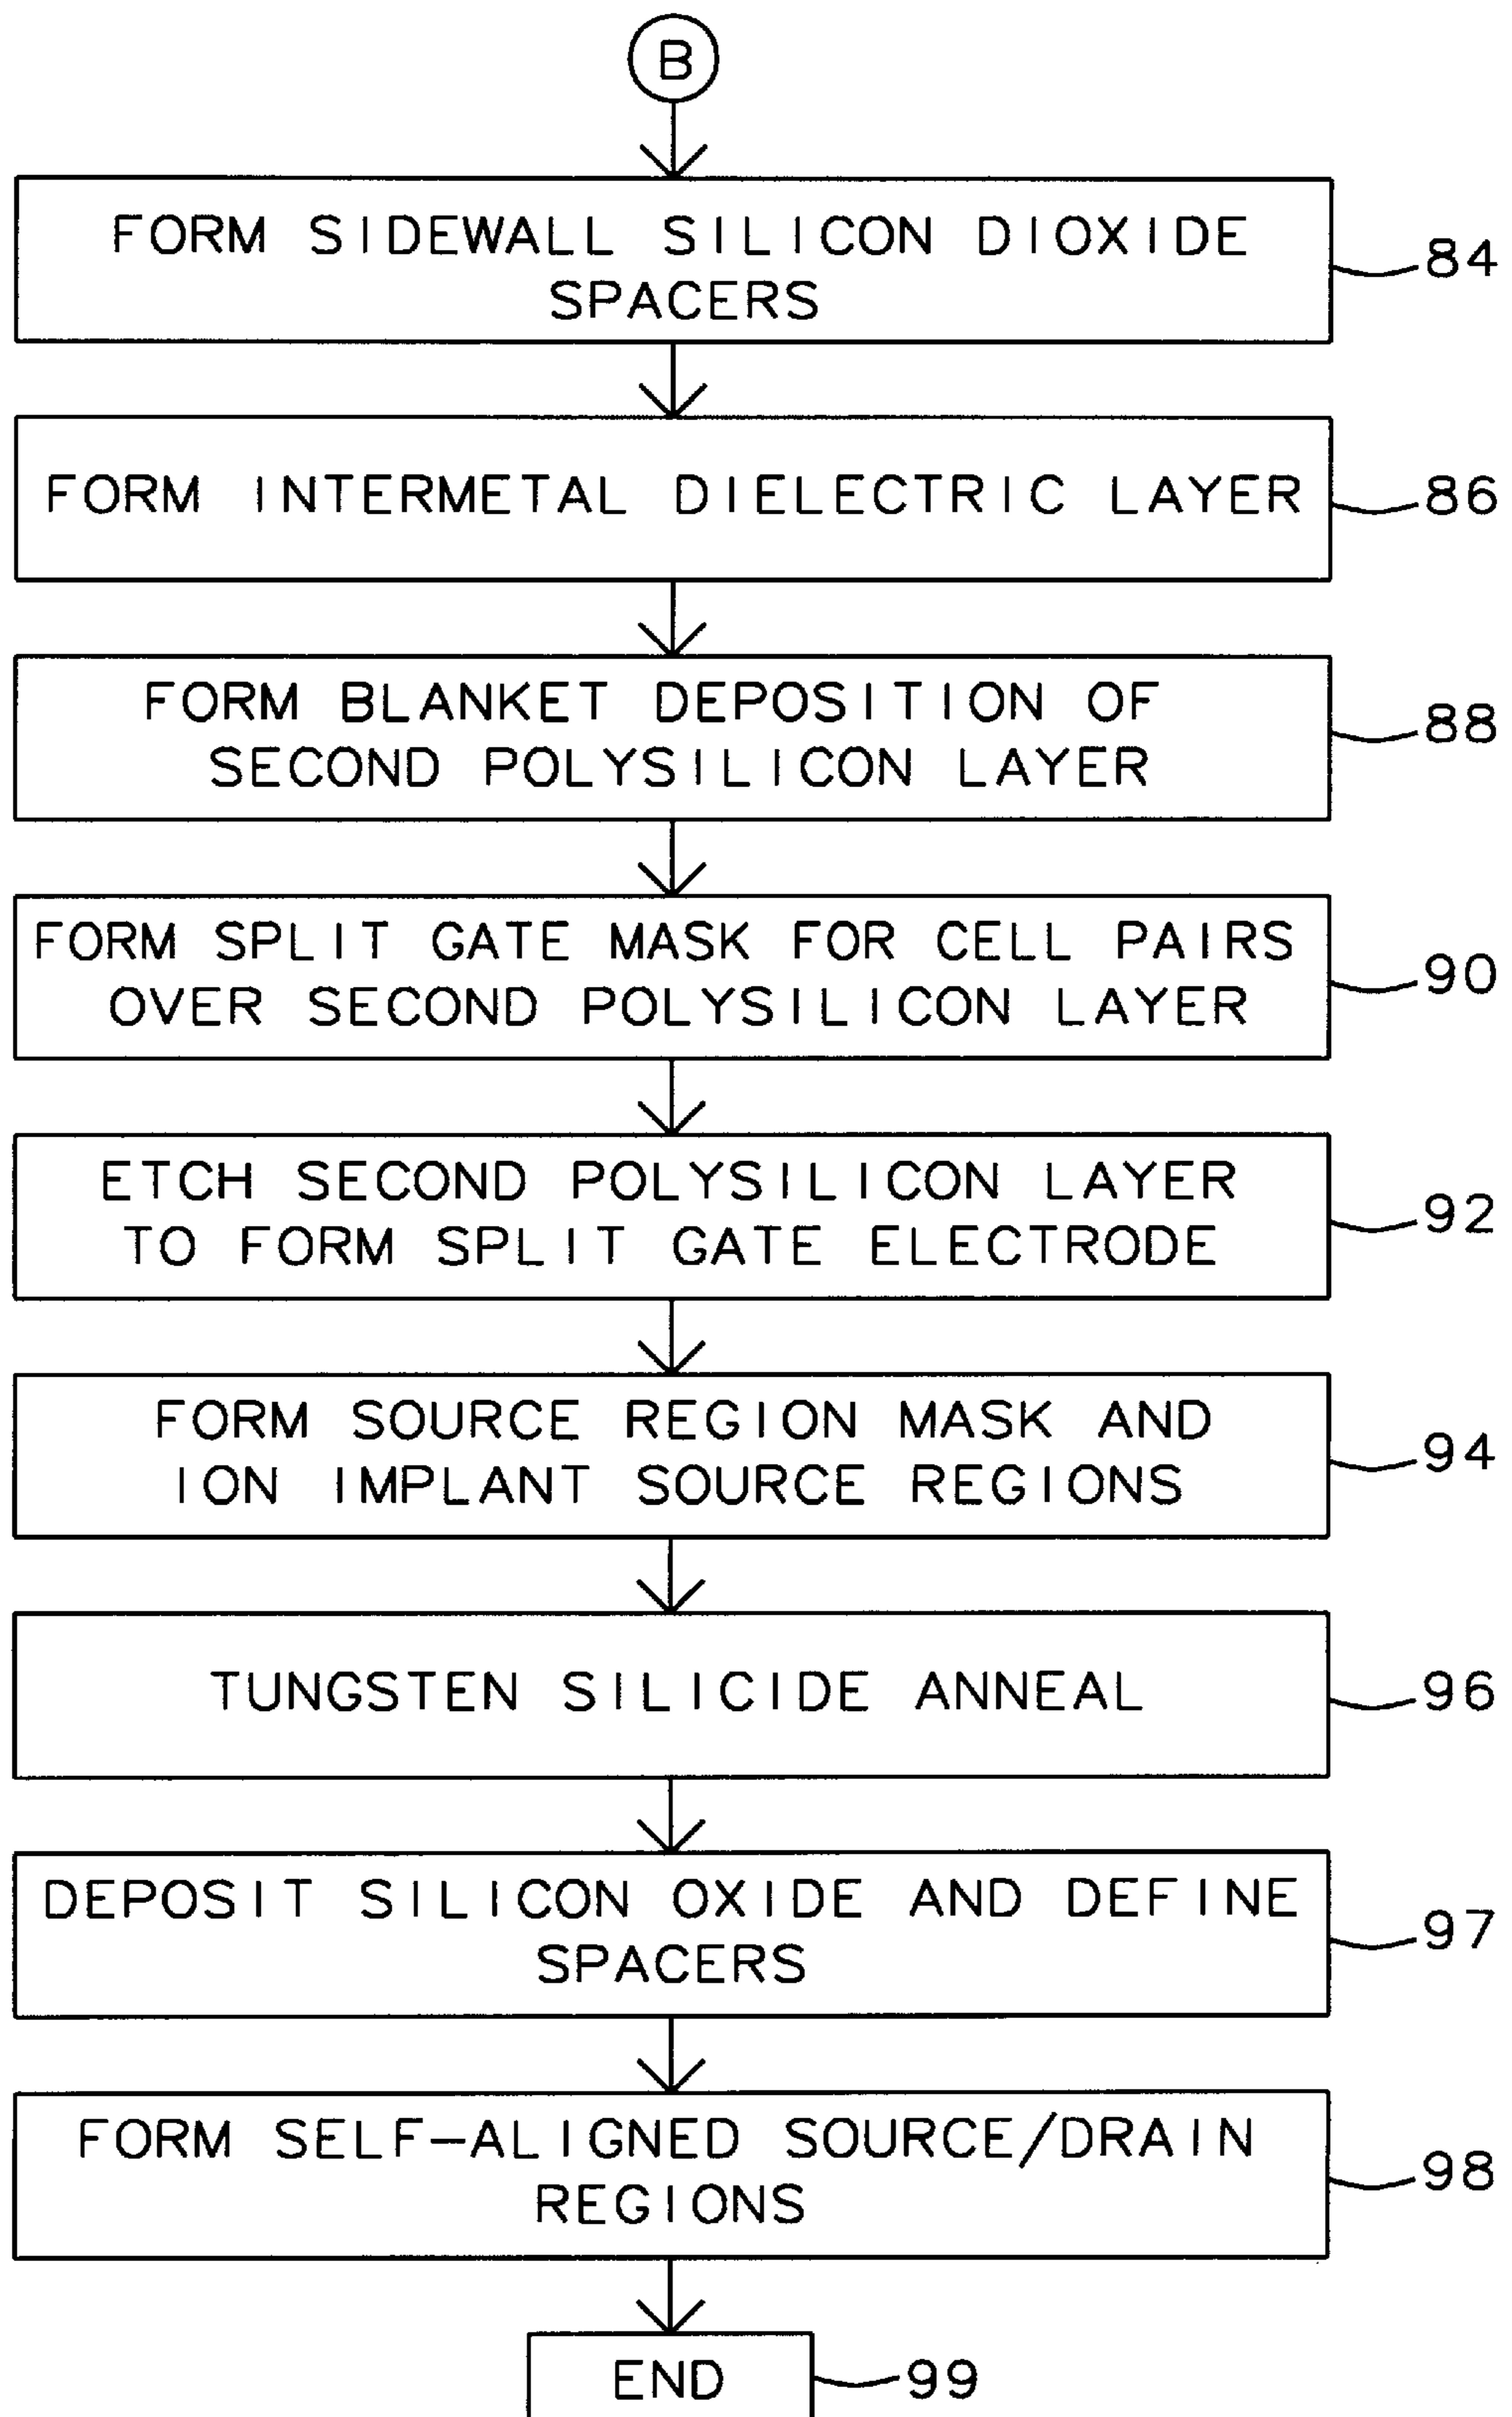 B
FORM SIDEWALL SILICON DIOXIDE
SPACERS
84
FORM INTERMETAL DIELECTRIC LAYER
86
FORM BLANKET DEPOSITION OF
SECOND POLYSILICON LAYER
88
FORM SPLIT GATE MASK FOR CELL PAIRS
OVER SECOND POLYSILICON LAYER
90
ETCH SECOND POLYSILICON LAYER
TO FORM SPLIT GATE ELECTRODE
92
FORM SOURCE REGION MASK AND
ION IMPLANT SOURCE REGIONS
94
TUNGSTEN SILICIDE ANNEAL
96
DEPOSIT SILICON OXIDE AND DEFINE
SPACERS
97
FORM SELF-ALIGNED SOURCE/DRAIN
REGIONS
98
END
99